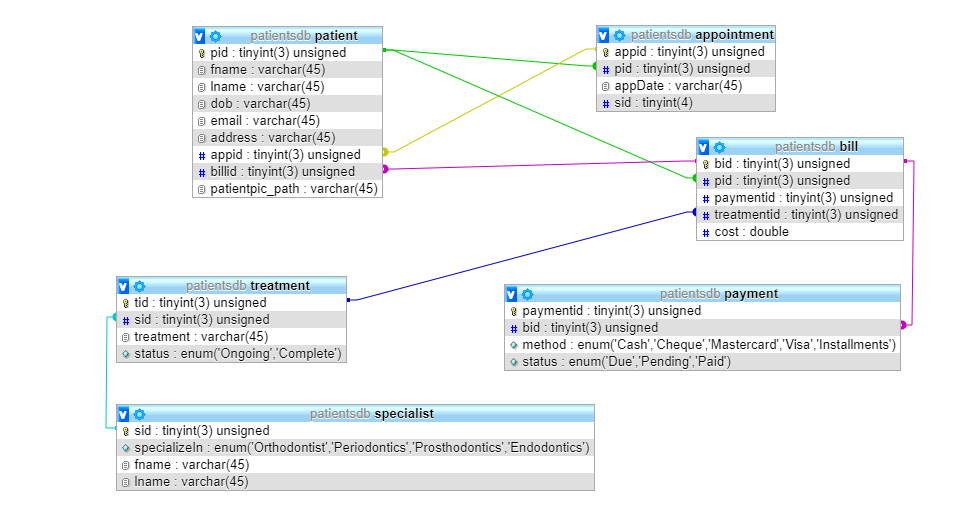 patientsdb patient
pid : tinyint(3) unsigned
fname : varchar(45)
lname : varchar(45)
dob : varchar(45)
email : varchar(45)
address : varchar(45)
# appid : tinyint(3) unsigned
# billid : tinyint(3) unsigned
patientpic_path : varchar(45)
patientsdb appointment
appid : tinyint(3) unsigned
# pid : tinyint(3) unsigned
appDate : varchar(45)
# sid : tinyint(4)
patientsdb bill
bid : tinyint(3) unsigned
# pid : tinyint(3) unsigned
# paymentid : tinyint(3) unsigned
# treatmentid : tinyint(3) unsigned
# cost : double
patientsdb treatment
tid : tinyint(3) unsigned
# sid : tinyint(3) unsigned
treatment : varchar(45)
status : enum('Ongoing','Complete')
patientsdb payment
paymentid : tinyint(3) unsigned
# bid : tinyint(3) unsigned
method : enum('Cash','Cheque','Mastercard','Visa','Installments')
status : enum('Due','Pending','Paid')
patientsdb specialist
sid : tinyint(3) unsigned
specializeIn : enum('Orthodontist','Periodontics','Prosthodontics','Endodontics')
fname : varchar(45)
lname : varchar(45)